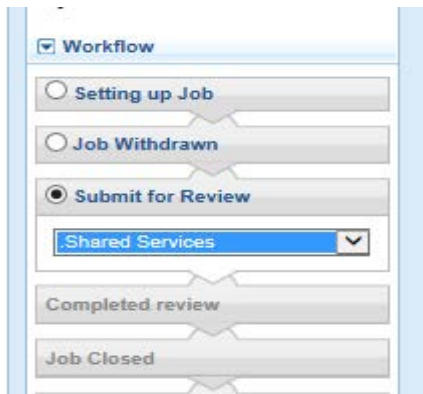 Workflow
Setting up Job
Job Withdrawn
Submit for Review
.Shared Services
Completed review
Job Closed